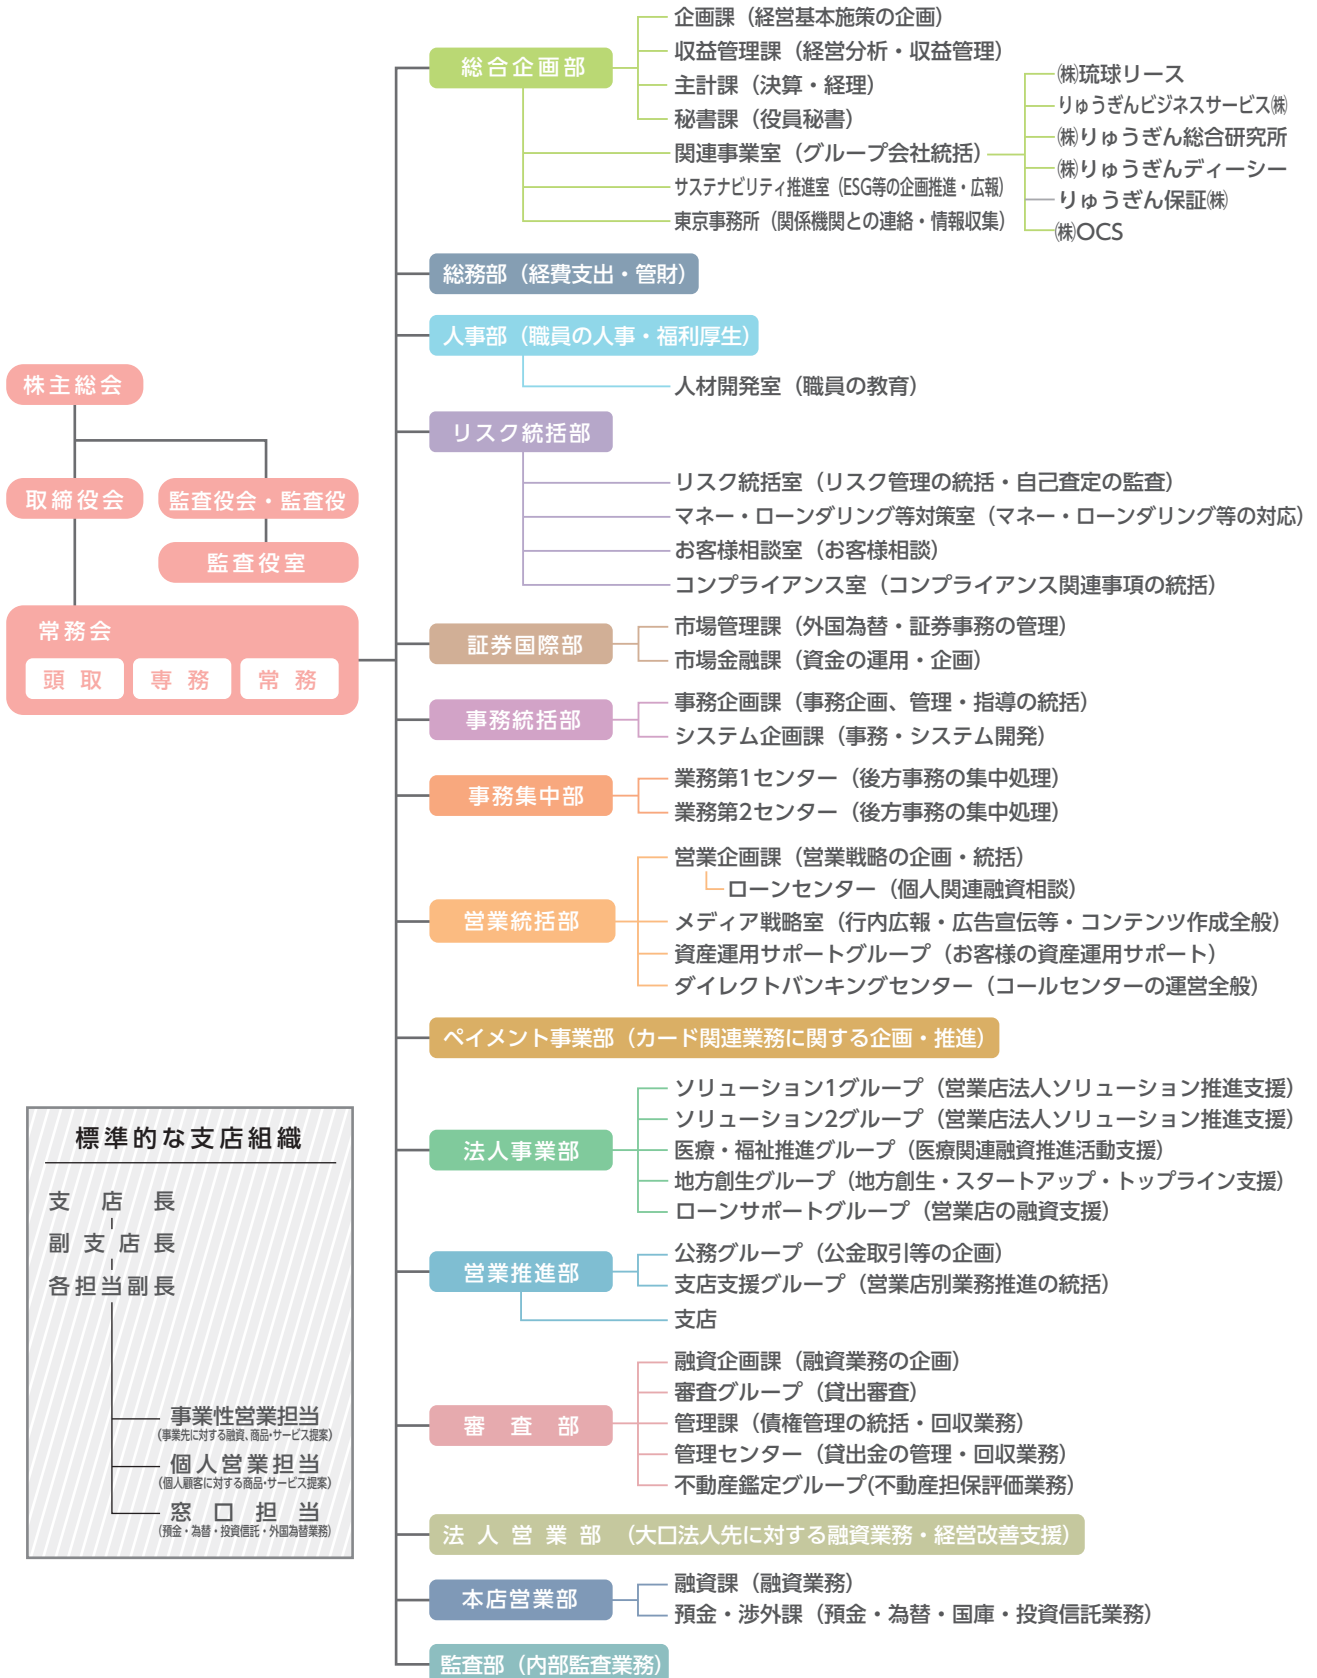 株主総会
取締役会
監査役会・監査役
監査役室
常務会
頭取
専務
常務
総合企画部
企画課（経営基本施策の企画）
収益管理課（経営分析・収益管理）
主計課（決算・経理）
秘書課（役員秘書）
関連事業室（グループ会社統括）
㈱琉球リース
りゅうぎんビジネスサービス㈱
㈱りゅうぎん総合研究所
㈱りゅうぎんディーシー
りゅうぎん保証㈱
㈱OCS
サステナビリティ推進室（ESG等の企画推進・広報）
東京事務所（関係機関との連絡・情報収集）
総務部（経費支出・管財）
人事部（職員の人事・福利厚生）
人材開発室（職員の教育）
リスク統括部
リスク統括室（リスク管理の統括・自己査定の監査）
マネー・ローンダリング等対策室（マネー・ローンダリング等の対応）
お客様相談室（お客様相談）
コンプライアンス室（コンプライアンス関連事項の統括）
証券国際部
市場管理課（外国為替・証券事務の管理）
市場金融課（資金の運用・企画）
事務統括部
事務企画課（事務企画、管理・指導の統括）
システム企画課（事務・システム開発）
事務集中部
業務第1センター（後方事務の集中処理）
業務第2センター（後方事務の集中処理）
営業統括部
営業企画課（営業戦略の企画・統括）
ローンセンター（個人関連融資相談）
メディア戦略室（行内広報・広告宣伝等・コンテンツ作成全般）
資産運用サポートグループ（お客様の資産運用サポート）
ダイレクトバンキングセンター（コールセンターの運営全般）
ペイメント事業部（カード関連業務に関する企画・推進）
法人事業部
ソリューション1グループ（営業店法人ソリューション推進支援）
ソリューション2グループ（営業店法人ソリューション推進支援）
医療・福祉推進グループ（医療関連融資推進活動支援）
地方創生グループ（地方創生・スタートアップ・トップライン支援）
ローンサポートグループ（営業店の融資支援）
営業推進部
公務グループ（公金取引等の企画）
支店支援グループ（営業店別業務推進の統括）
支店
審査部
融資企画課（融資業務の企画）
審査グループ（貸出審査）
管理課（債権管理の統括・回収業務）
管理センター（貸出金の管理・回収業務）
不動産鑑定グループ(不動産担保評価業務）
法人営業部（大口法人先に対する融資業務・経営改善支援）
本店営業部
融資課（融資業務）
預金・渉外課（預金・為替・国庫・投資信託業務）
監査部（内部監査業務）
標準的な支店組織
支店長
副支店長
各担当副長
事業性営業担当
（事業先に対する融資、商品・サービス提案）
個人営業担当
（個人顧客に対する商品・サービス提案）
窓口担当
（預金・為替・投資信託・外国為替業務）